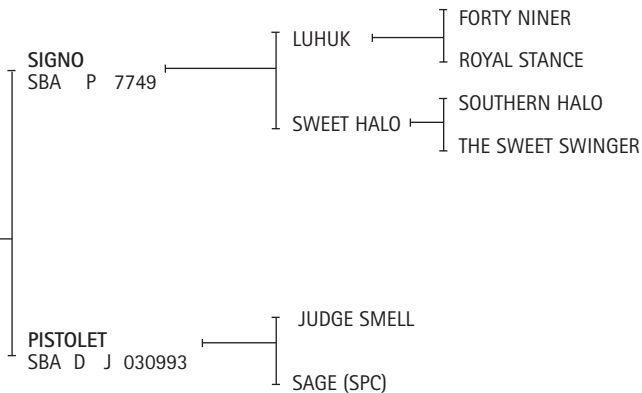 FORTY NINER
LUHUK
ROYAL STANCE
SIGNO
SBA P 7749
SOUTHERN HALO
SWEET HALO
THE SWEET SWINGER
JUDGE SMELL
PISTOLET
SBA D J 030993
SAGE (SPC)